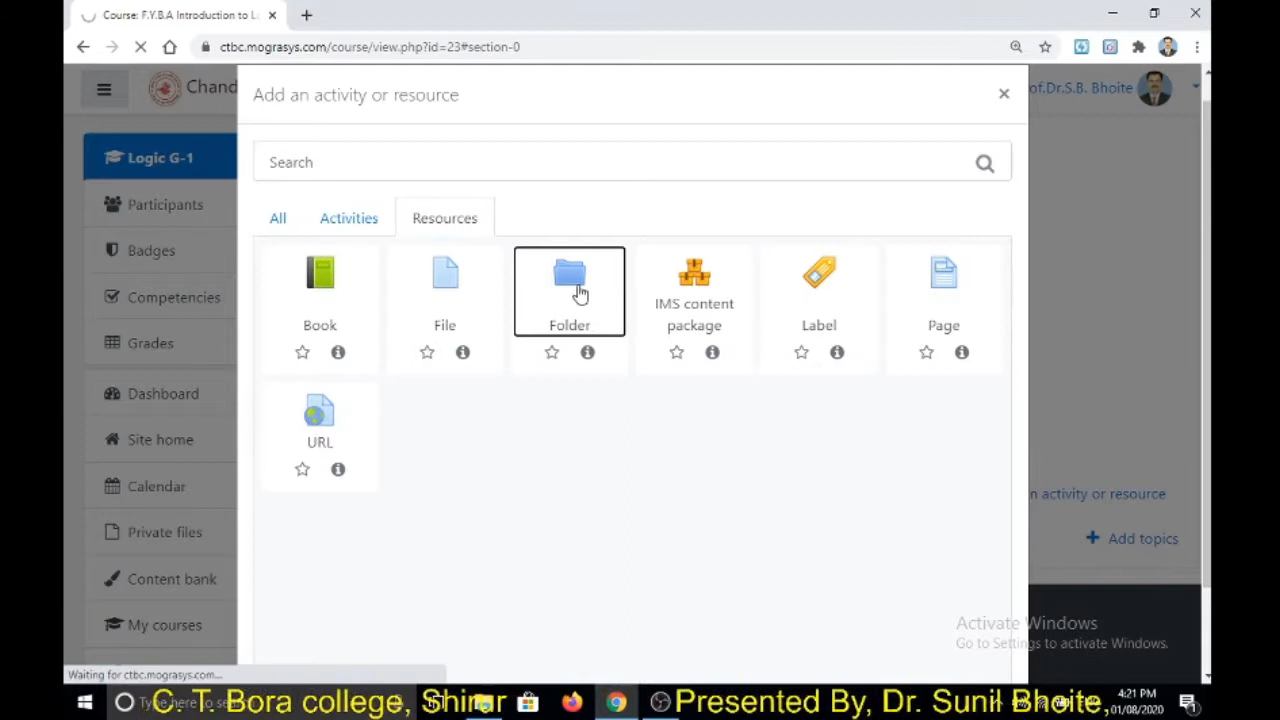 Course: F.Y.B.A Introduction to L
ctbc.mograsys.com/course/view.php?id=23#section-0
Chand
of.Dr.S.B. Bhoite
Add an activity or resource
Search
Logic G-1
Participants
Badges
Competencies
Grades
Dashboard
Site home
Calendar
Private files
Content bank
My courses
All
Activities
Resources
Book
File
Folder
IMS content
package
Label
Page
URL
n activity or resource
Add topics
Activate Windows
Go to Settings to activate Windows.
Waiting for ctbc.mograsys.com...
Type here to se
C. T. Bora college, Shirur
Presented By, Dr. Sunil Bhoite,
4:21 PM
01/08/2020